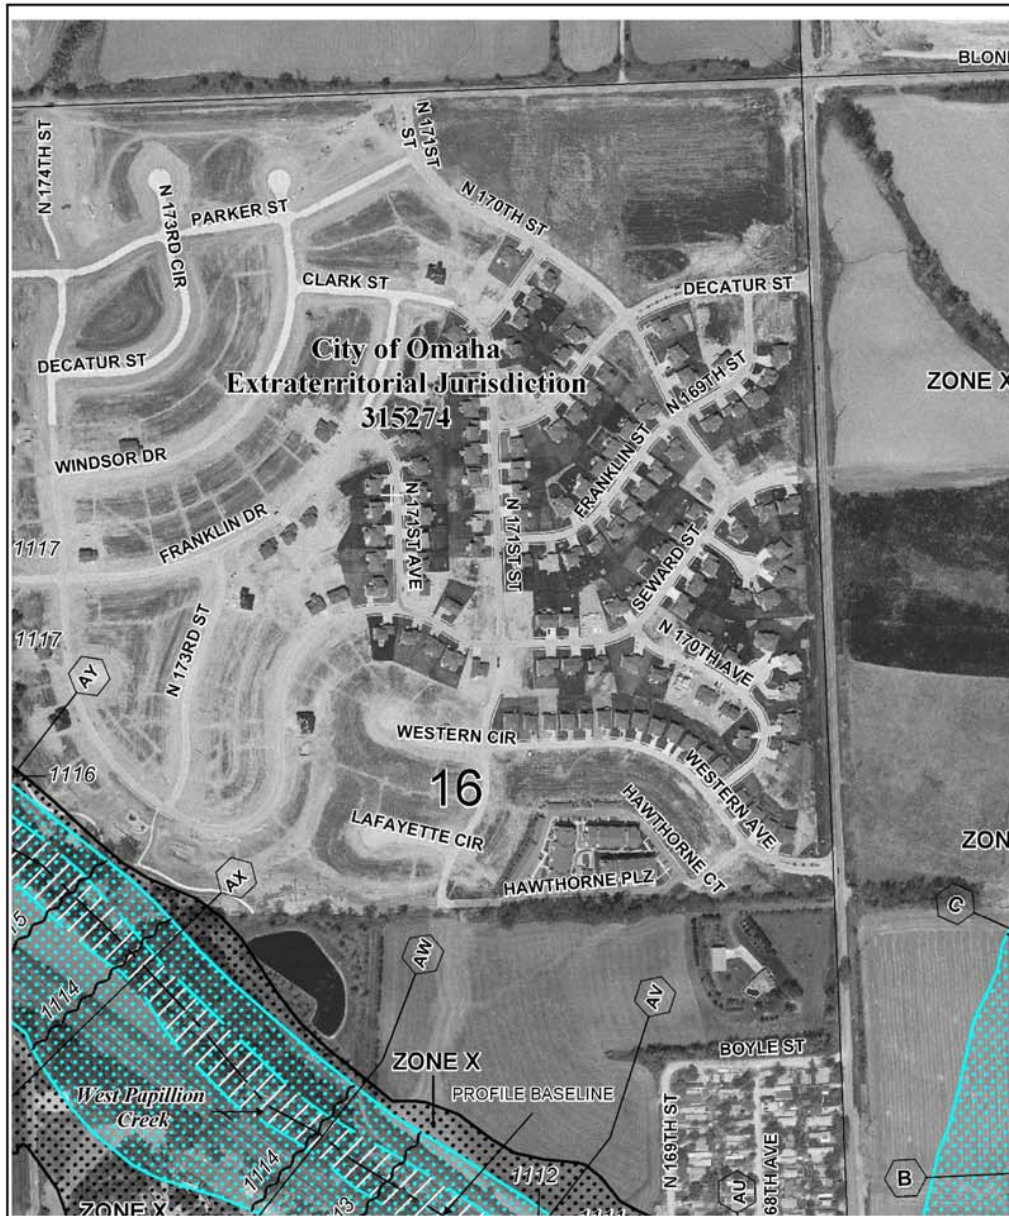 BLON
N 174TH ST
N 171ST
ST
N 173RD CIR
PARKER ST
N 170TH ST
CLARK ST
DECATUR ST
DECATUR ST
City of Omaha
Extraterritorial Jurisdiction
315274
N 169TH ST
ZONE X
WINDSOR DR
FRANKLIN DR
N 171ST AVE
N 171ST ST
FRANKLIN ST
SEWARD ST
1117
1117
N 173RD ST
N 170TH AVE
AY
1116
WESTERN CIR
16
LAFAYETTE CIR
WESTERN AVE
HAWTHORNE CT
HAWTHORNE PLZ
ZON
AX
AW
AV
C
15
1114
ZONE X
BOYLE ST
PROFILE BASELINE
West Papillion
Creek
N 169TH ST
68TH AVE
1114
1112
AU
B
ZONE X
13
1111